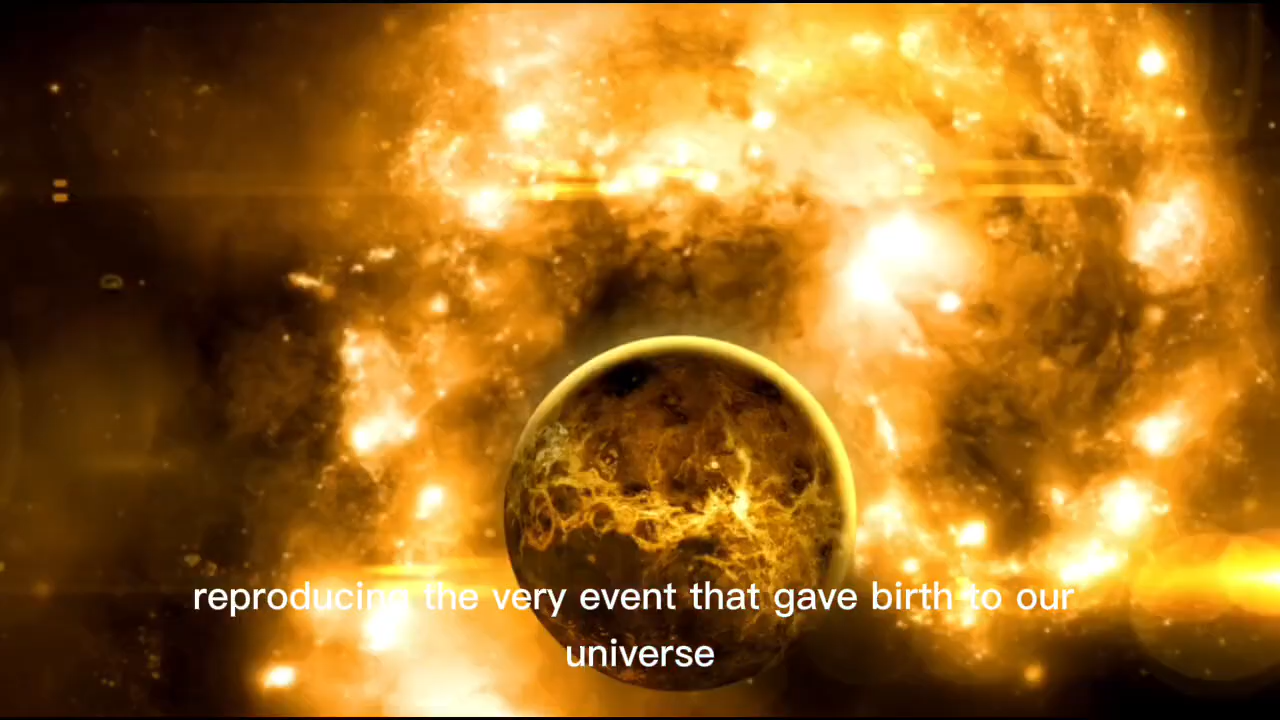 reproducing the very event that gave birth to our
universe